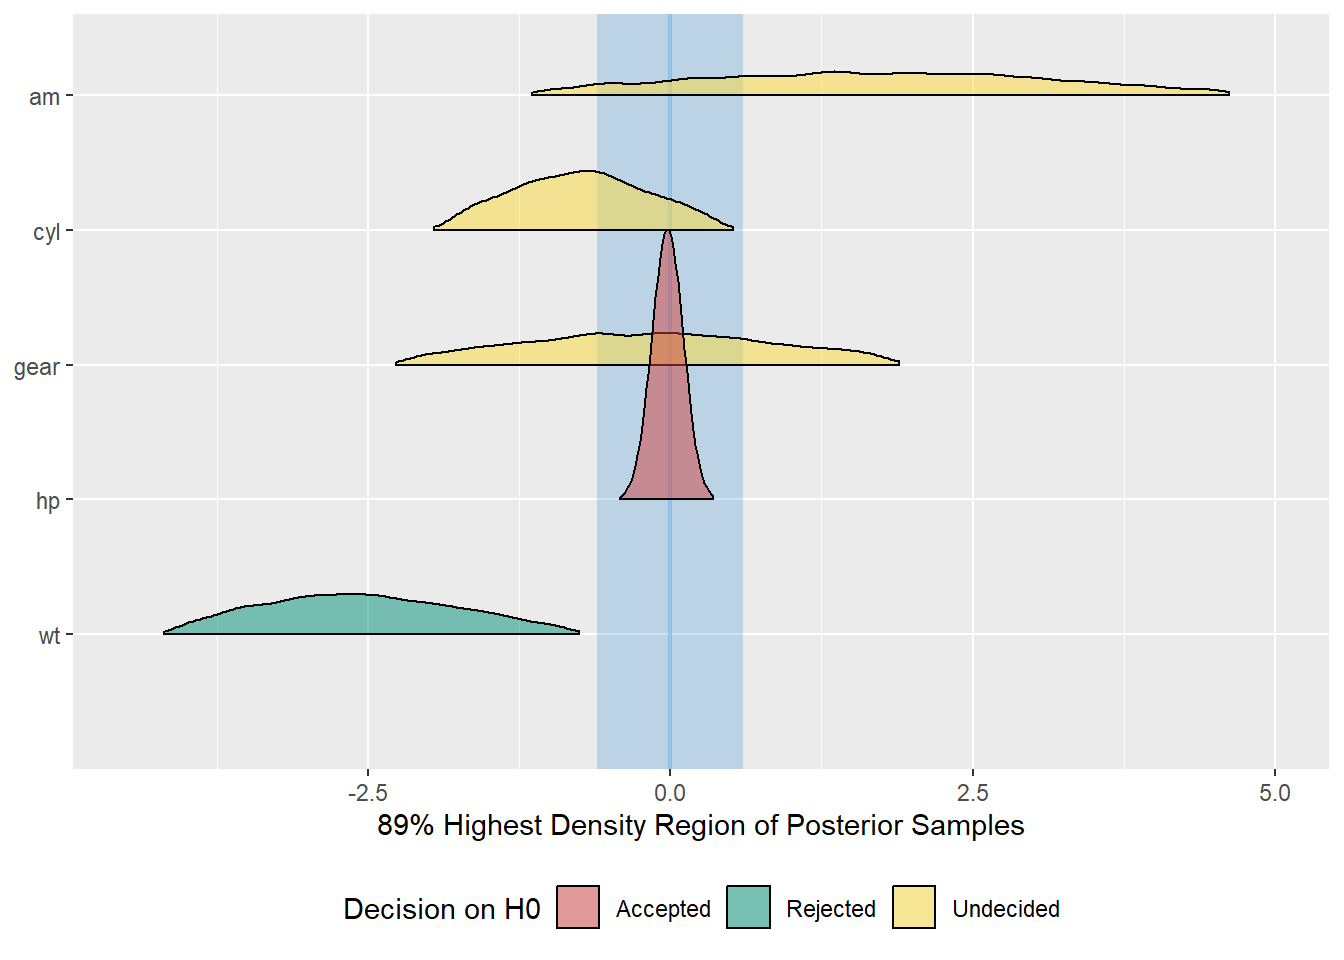 am
cyl
gear
hp
wt
-2.5 0.0 2.5 5.0
89% Highest Density Region of Posterior Samples
Decision on H0 Accepted Rejected Undecided